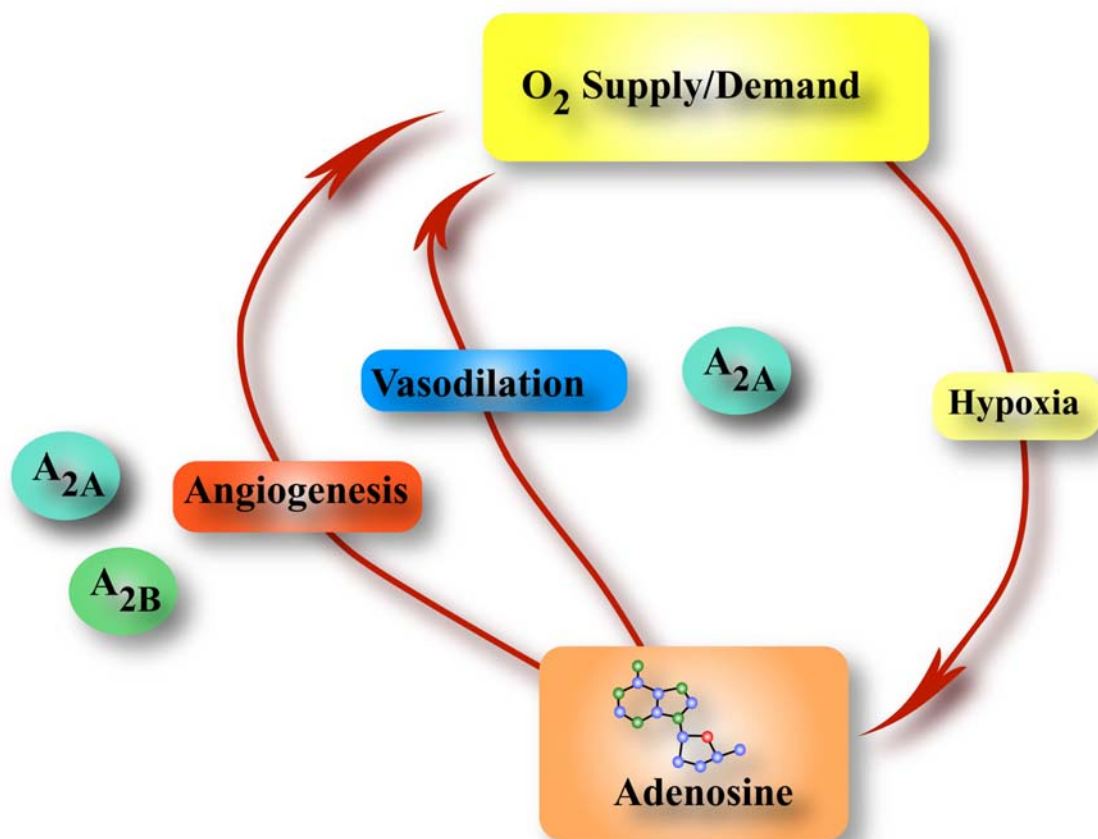 O₂ Supply/Demand
Vasodilation
A₂A
Hypoxia
A₂A
Angiogenesis
A₂B
Adenosine